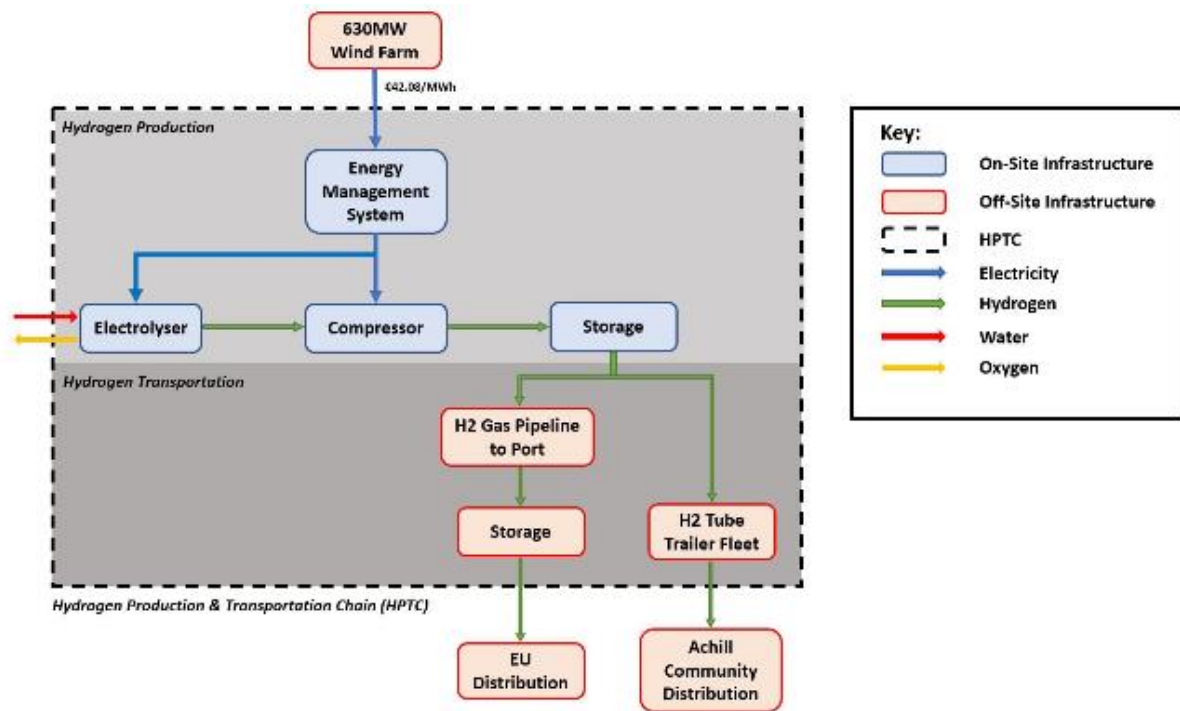 630MW
Wind Farm
€42.08/MWh
Hydrogen Production
Energy
Management
System
Electrolyser
Compressor
Storage
Hydrogen Transportation
H2 Gas Pipeline
to Port
Storage
H2 Tube
Trailer Fleet
Hydrogen Production & Transportation Chain (HPTC)
EU
Distribution
Achill
Community
Distribution
Key:
On-Site Infrastructure
Off-Site Infrastructure
HPTC
Electricity
Hydrogen
Water
Oxygen